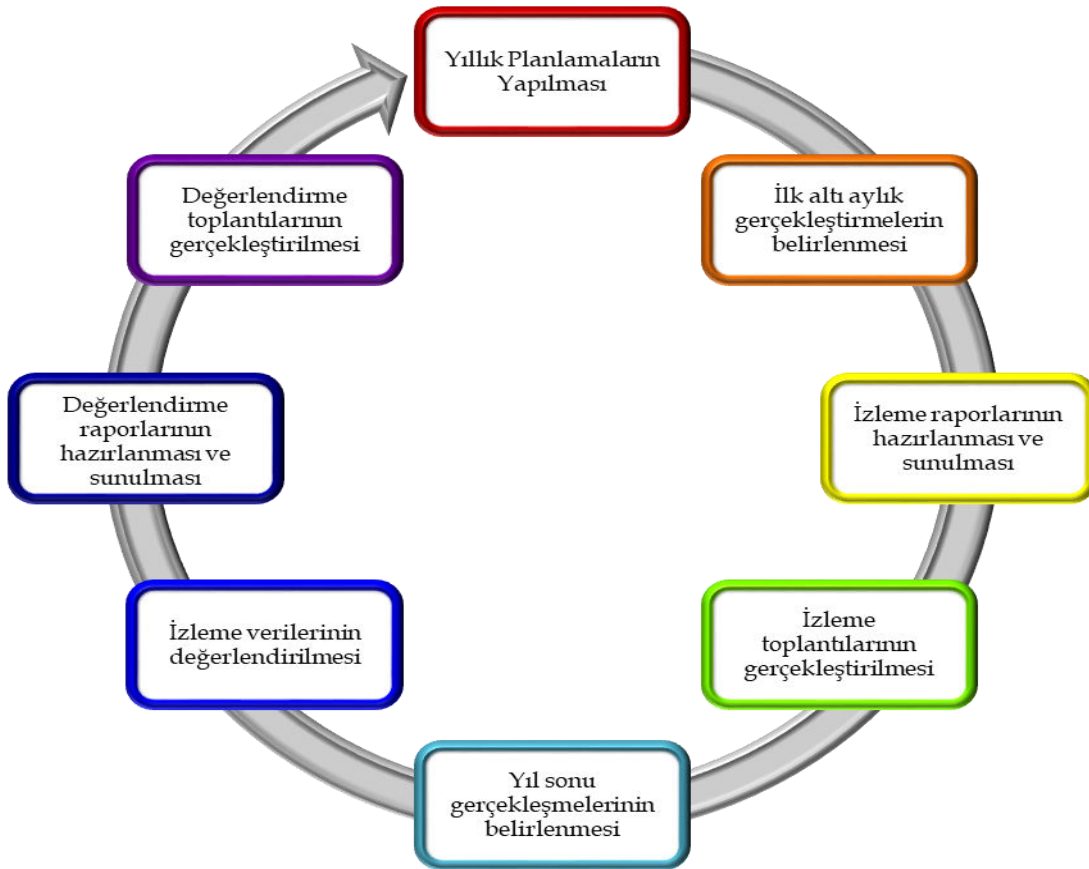 Yıllık Planlamaların
Yapılması
İlk altı aylık
gerçekleştirmelerin
belirlenmesi
İzleme raporlarının
hazırlanması ve
sunulması
İzleme
toplantılarının
gerçekleştirilmesi
Yıl sonu
gerçekleşmelerinin
belirlenmesi
İzleme verilerinin
değerlendirilmesi
Değerlendirme
raporlarının
hazırlanması ve
sunulması
Değerlendirme
toplantılarının
gerçekleştirilmesi